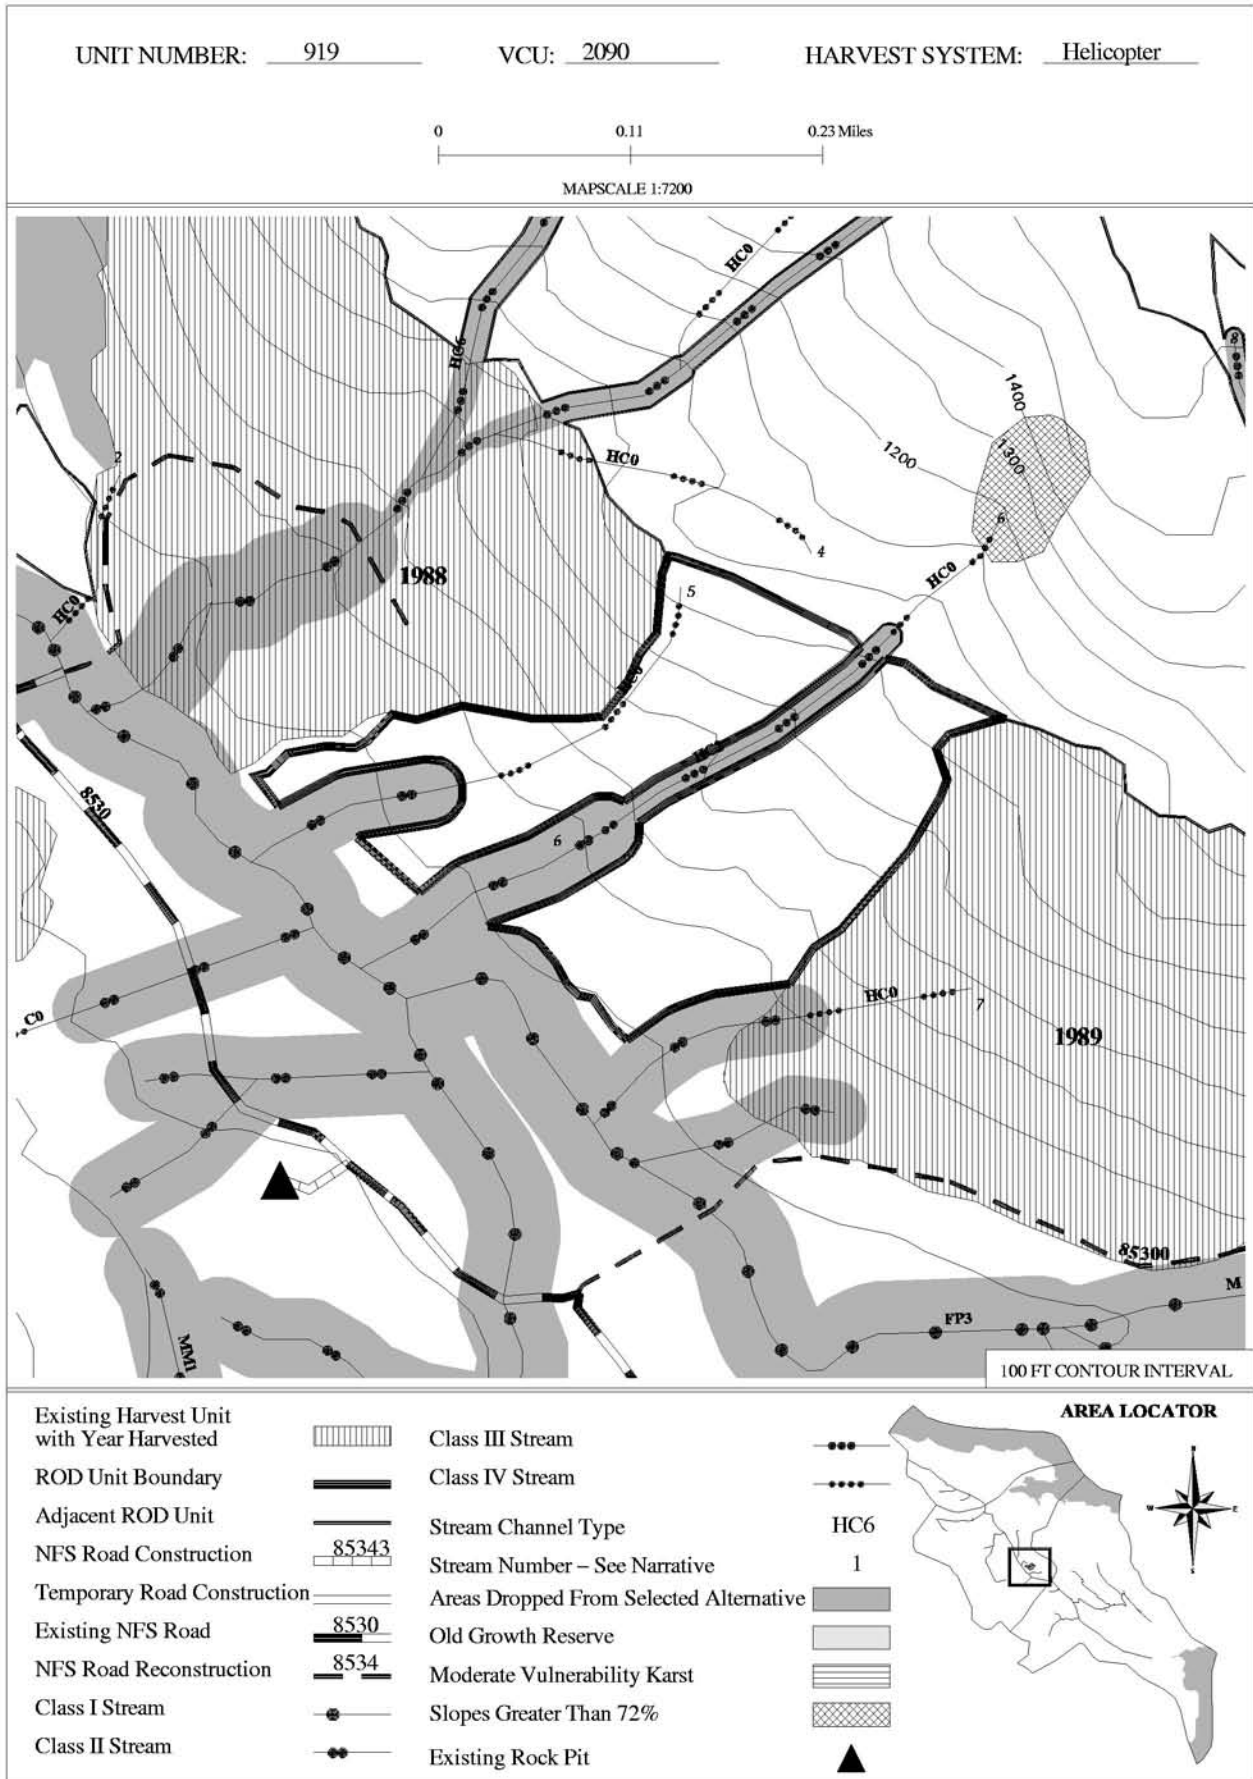 UNIT NUMBER: 919 VCU: 2090 HARVEST SYSTEM: Helicopter
0 0.11 0.23 Miles
MAPSCALE 1:7200
HC0
HC6
8
1400
1300
1200
2
HC0
4
6
HC0
1988
5
HC0
HC0
8530
6
HC0
7
C0
1989
85300
M
FP3
MM1
100 FT CONTOUR INTERVAL
Existing Harvest Unit
with Year Harvested
ROD Unit Boundary
Adjacent ROD Unit
NFS Road Construction 85343
Temporary Road Construction
Existing NFS Road 8530
NFS Road Reconstruction 8534
Class I Stream
Class II Stream
Class III Stream
Class IV Stream
Stream Channel Type HC6
Stream Number – See Narrative 1
Areas Dropped From Selected Alternative
Old Growth Reserve
Moderate Vulnerability Karst
Slopes Greater Than 72%
Existing Rock Pit
AREA LOCATOR
N
W E
S